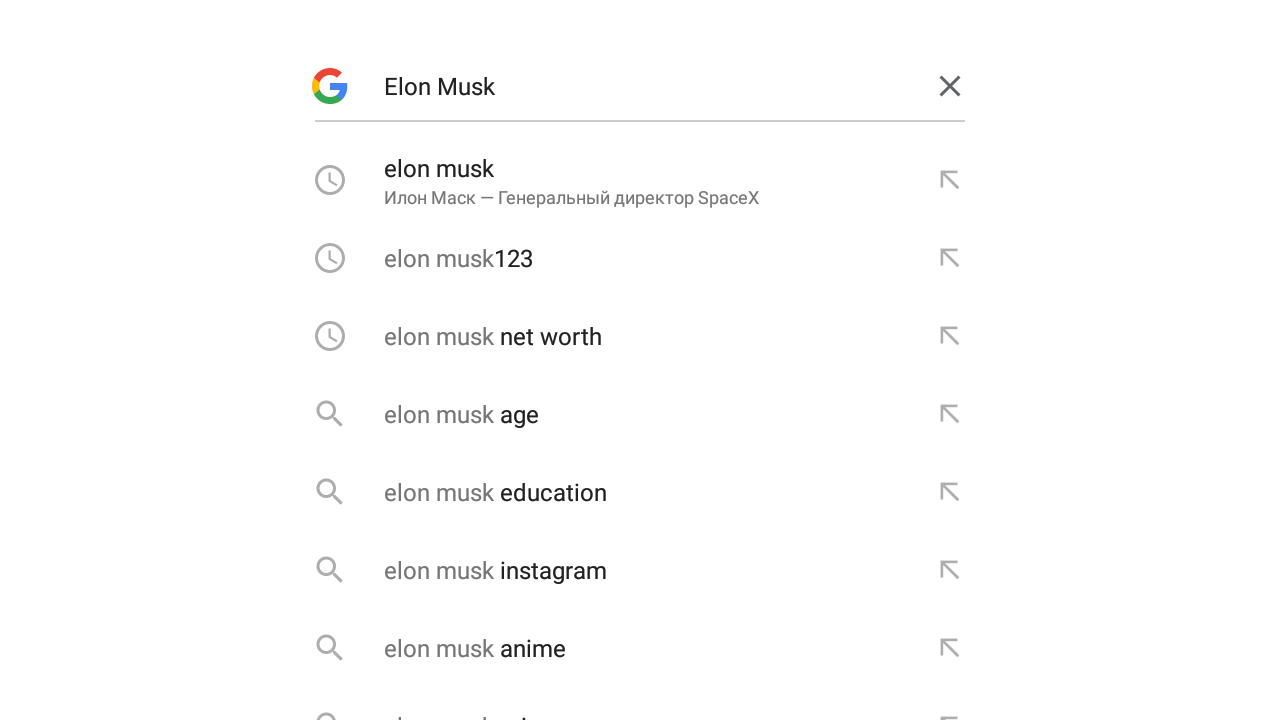 Elon Musk
elon musk
Илон Маск — Генеральный директор SpaceX
elon musk123
elon musk net worth
elon musk age
elon musk education
elon musk instagram
elon musk anime